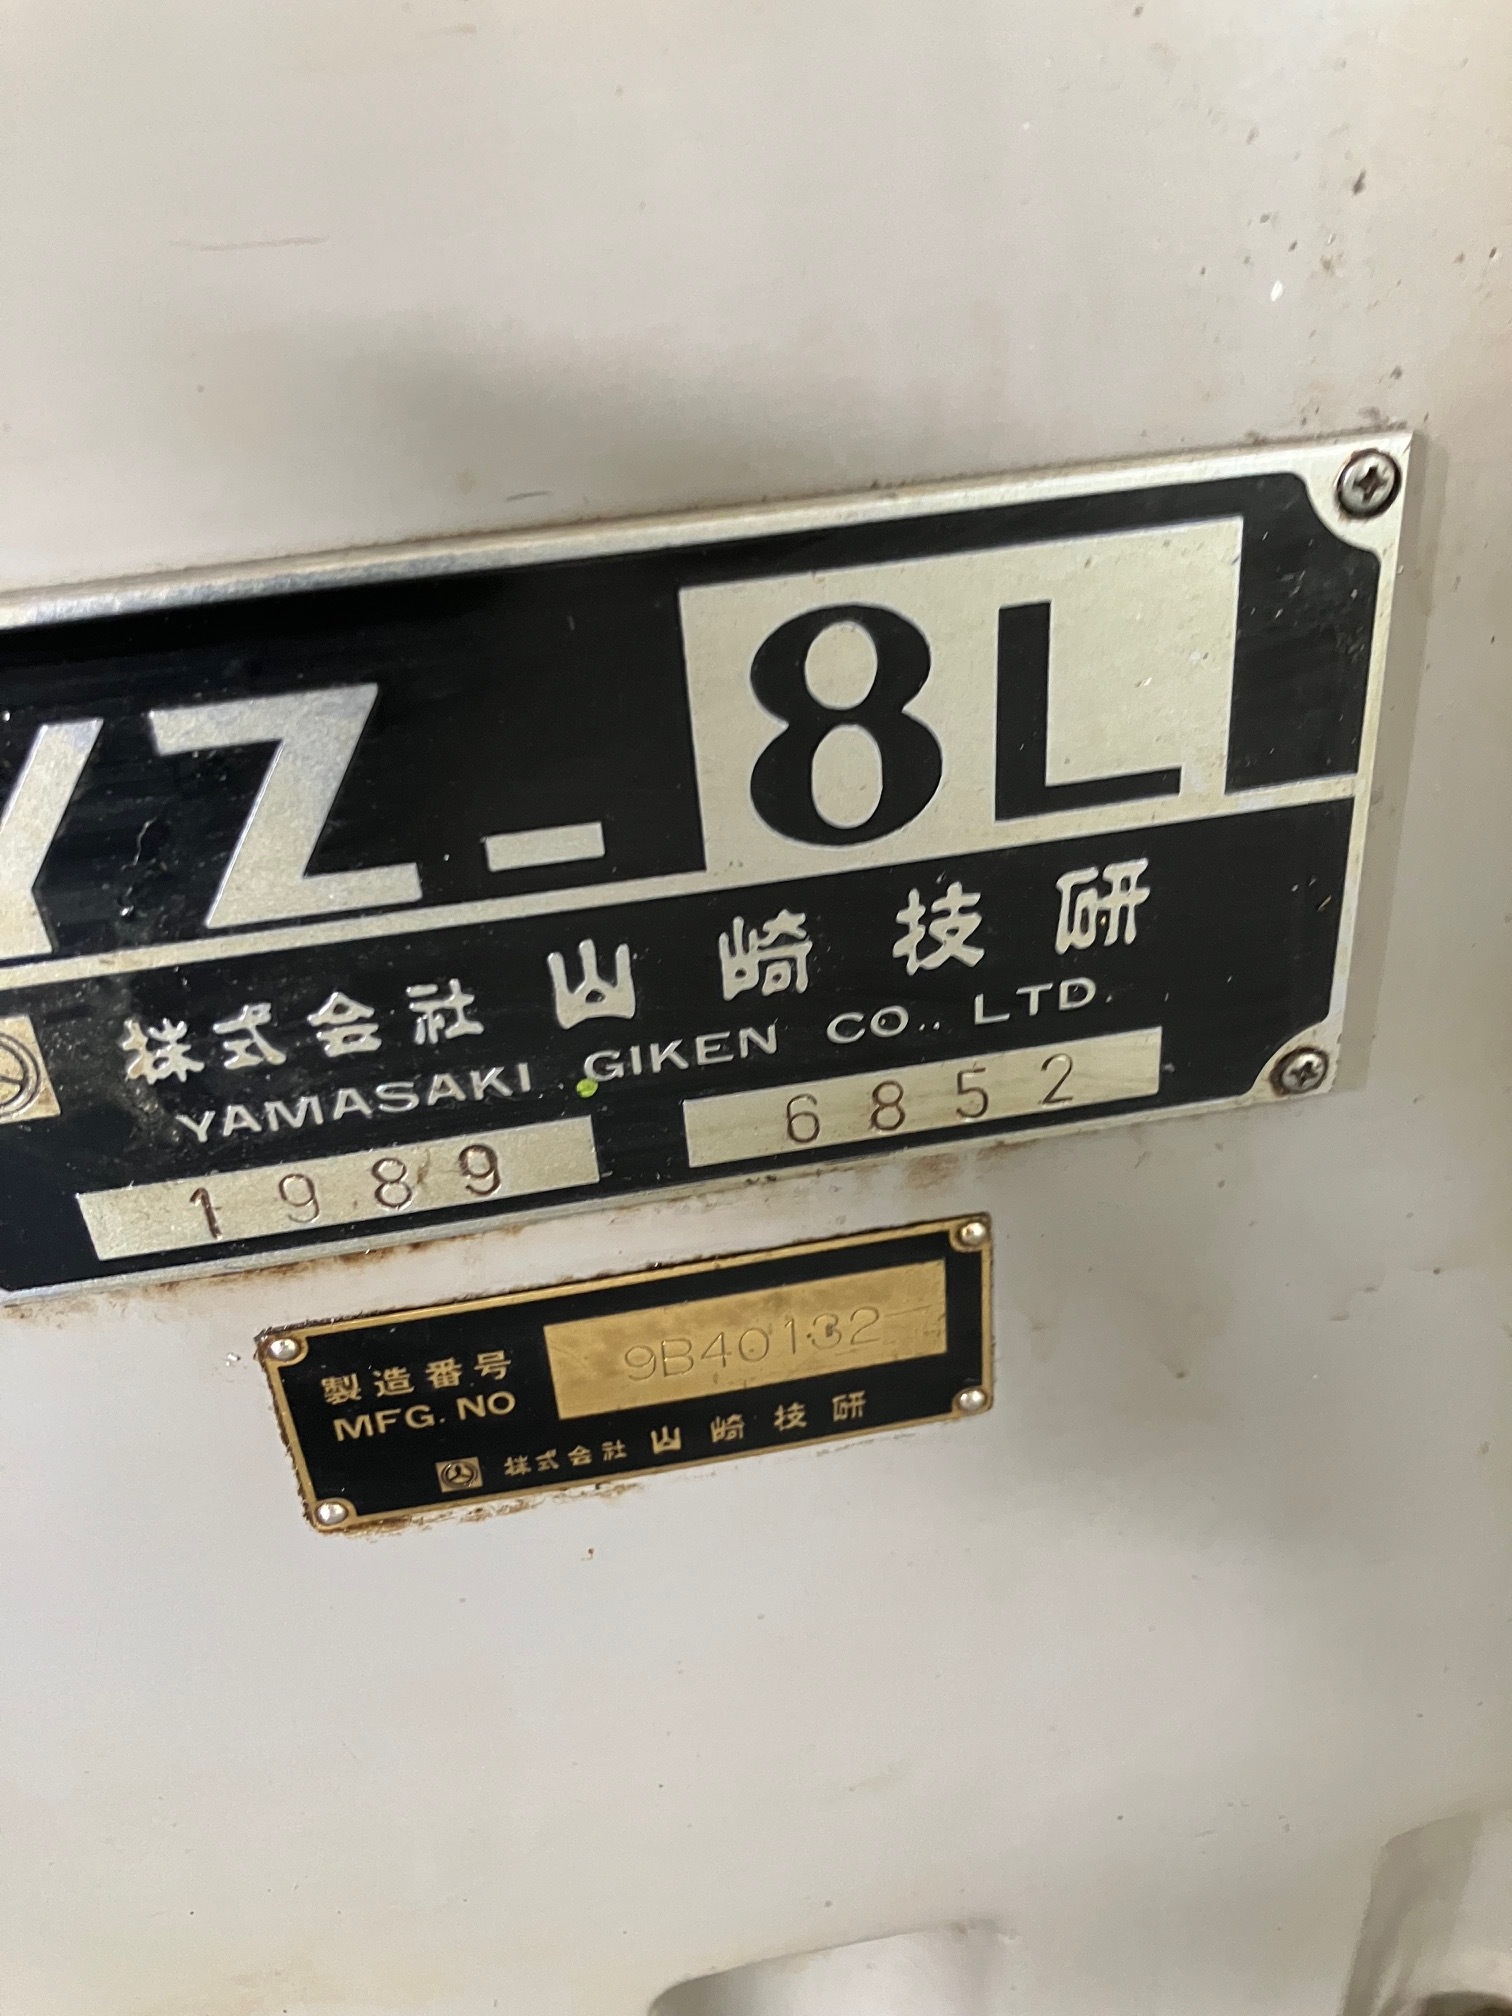 YZ-8L
株式会社 山崎技研
YAMASAKI GIKEN CO., LTD.
1989 6852
製造番号 9B40132
MFG. NO
株式会社 山崎技研